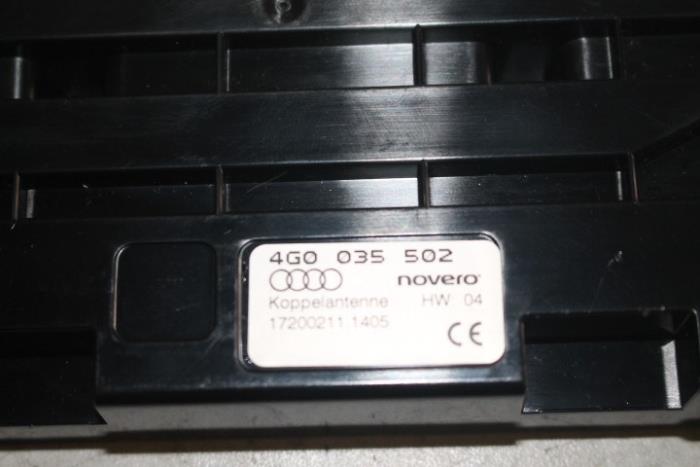 4G0 035 502
novero
Koppelantenne HW 04
17200211 1405
CE